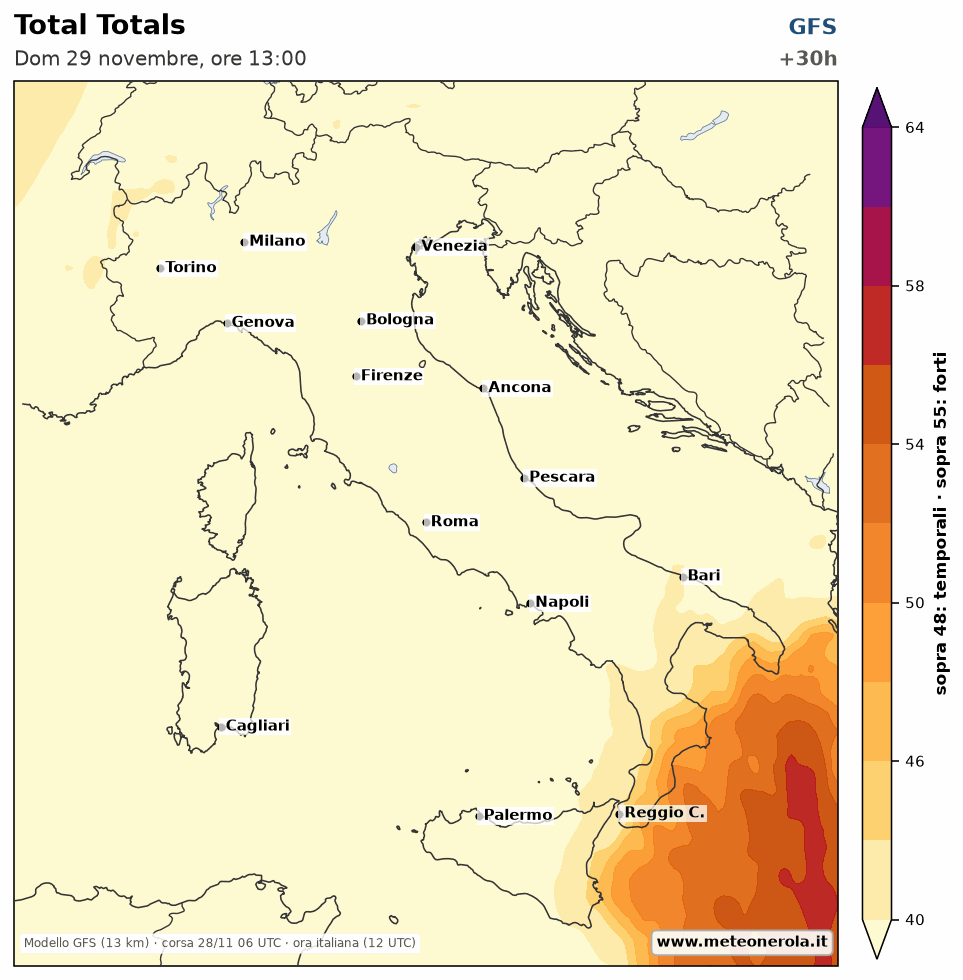 Total Totals
GFS
Dom 29 novembre, ore 13:00
+30h
64
58
54
50
46
40
sopra 48: temporali · sopra 55: forti
Milano
Venezia
Torino
Genova
Bologna
Firenze
Ancona
Pescara
Roma
Bari
Napoli
Cagliari
Palermo
Reggio C.
Modello GFS (13 km) · corsa 28/11 06 UTC · ora italiana (12 UTC)
www.meteonerola.it